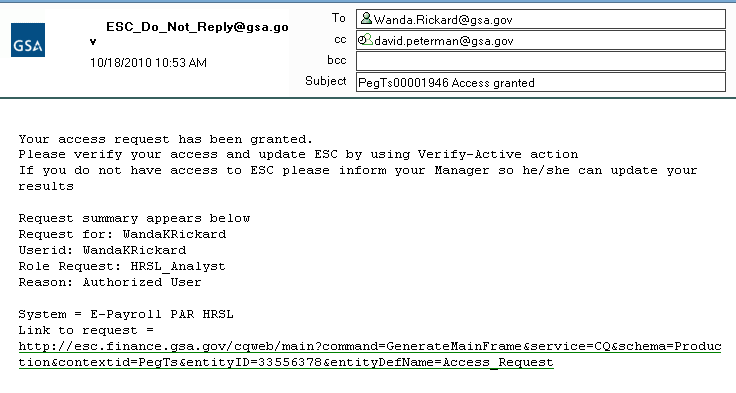 GSA
ESC_Do_Not_Reply@gsa.go
v
10/18/2010 10:53 AM
To Wanda.Rickard@gsa.gov
cc david.peterman@gsa.gov
bcc
Subject PegTs00001946 Access granted
Your access request has been granted.
Please verify your access and update ESC by using Verify-Active action
If you do not have access to ESC please inform your Manager so he/she can update your
results
Request summary appears below
Request for: WandaKRickard
Userid: WandaKRickard
Role Request: HRSL_Analyst
Reason: Authorized User
System = E-Payroll PAR HRSL
Link to request =
http://esc.finance.gsa.gov/cqweb/main?command=GenerateMainFrame&service=CQ&schema=Produc
tion&contextid=PegTs&entityID=33556378&entityDefName=Access_Request